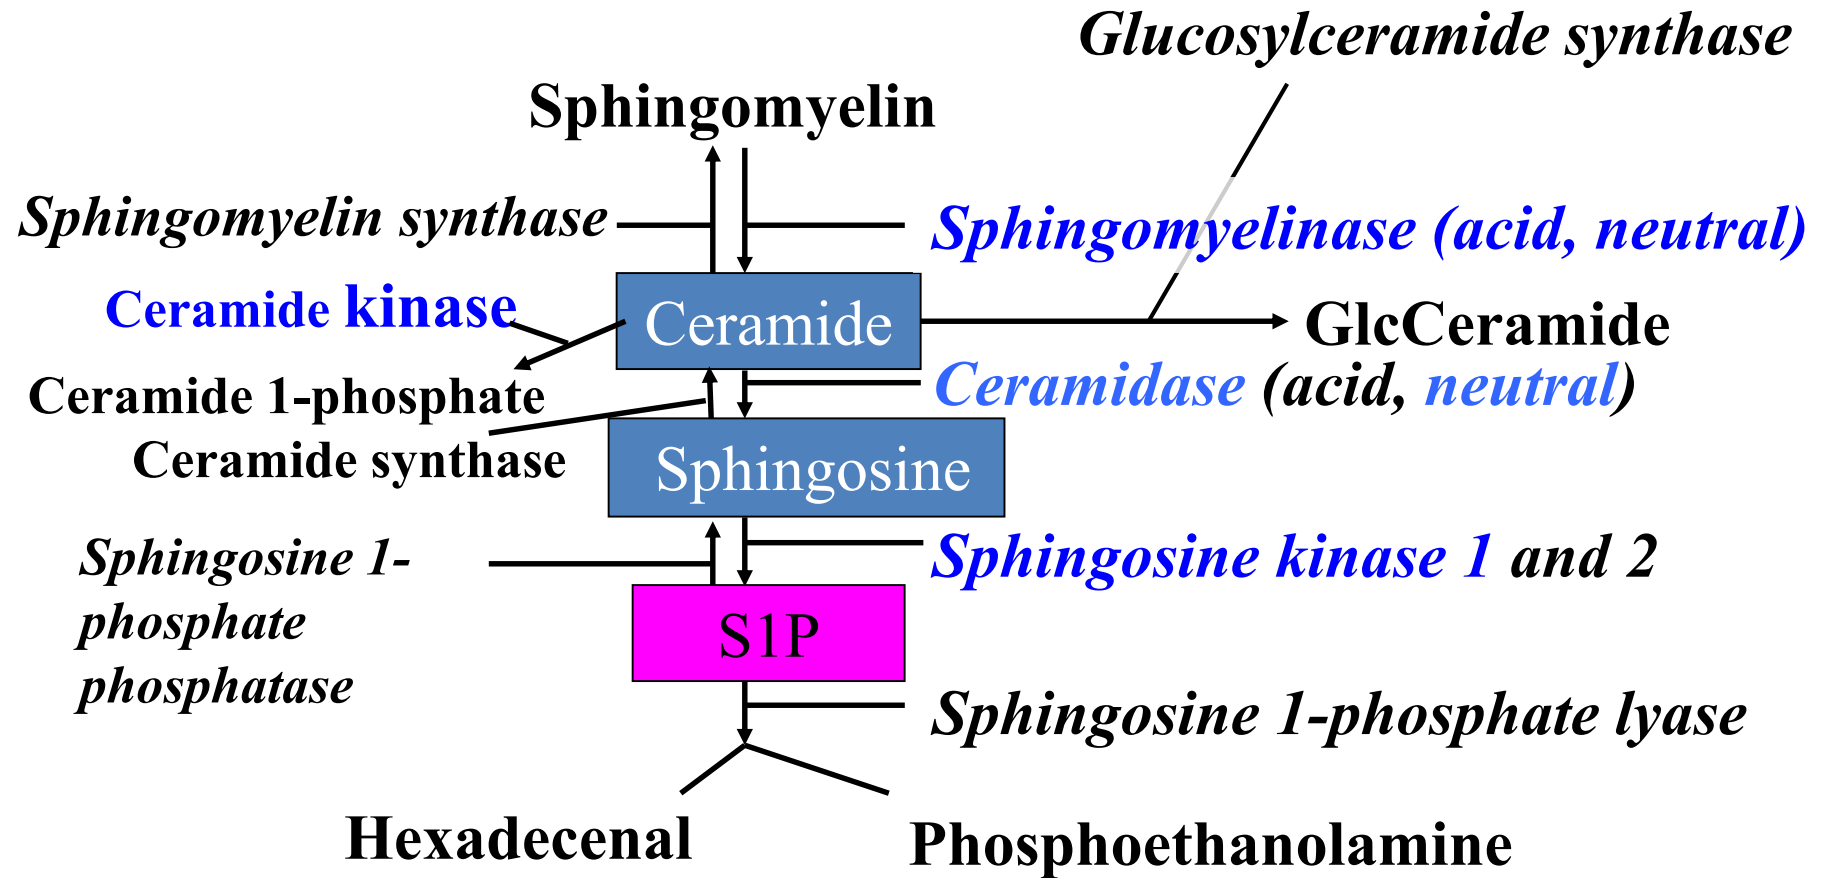 Glucosylceramide synthase
Sphingomyelin
Sphingomyelin synthase
Sphingomyelinase (acid, neutral)
Ceramide kinase
Ceramide
GlcCeramide
Ceramide 1-phosphate
Ceramidase (acid, neutral)
Ceramide synthase
Sphingosine
Sphingosine 1-
phosphate
phosphatase
Sphingosine kinase 1 and 2
S1P
Sphingosine 1-phosphate lyase
Hexadecenal
Phosphoethanolamine